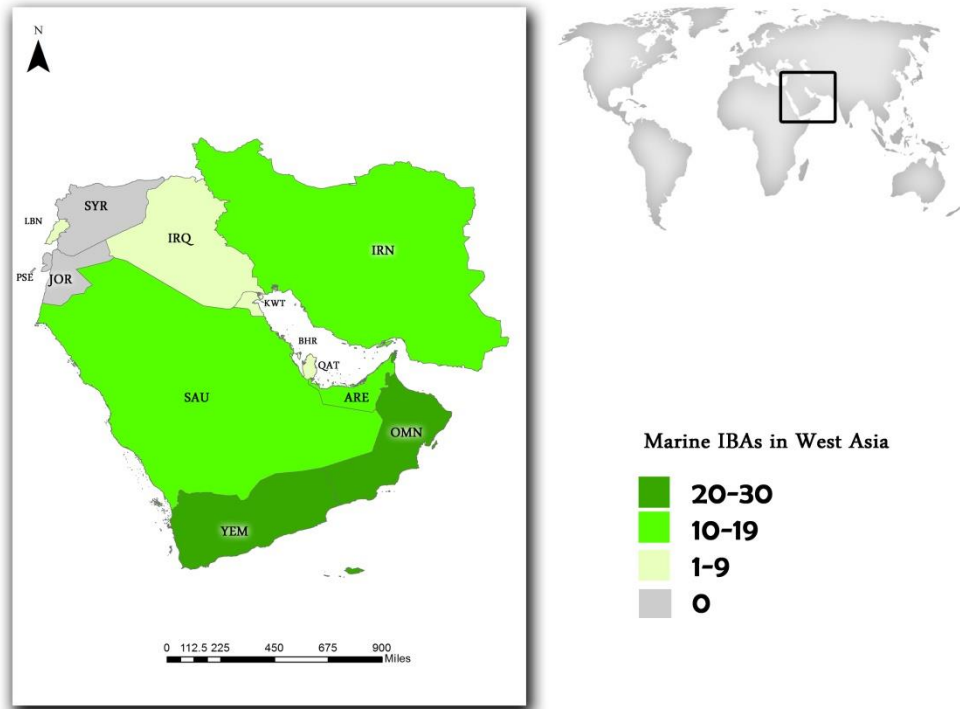 N
SYR
LBN
IRQ
IRN
PSE
JOR
KWT
BHR
QAT
SAU
ARE
OMN
YEM
0 112.5 225 450 675 900
Miles
Marine IBAs in West Asia
20-30
10-19
1-9
0